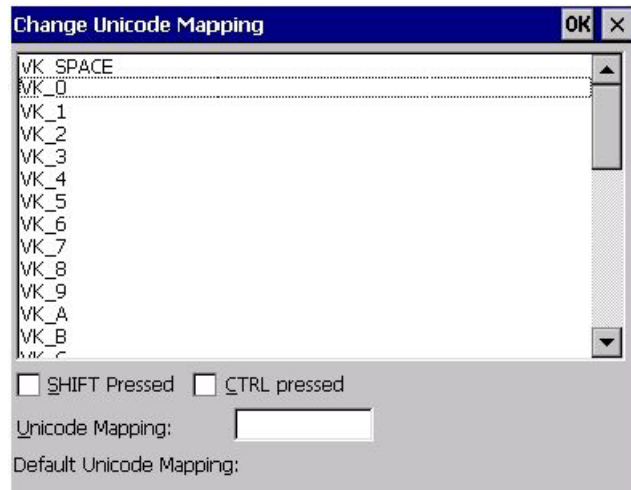 Change Unicode Mapping OK ×
VK_SPACE
VK_0
VK_1
VK_2
VK_3
VK_4
VK_5
VK_6
VK_7
VK_8
VK_9
VK_A
VK_B
SHIFT Pressed CTRL pressed
Unicode Mapping:
Default Unicode Mapping: